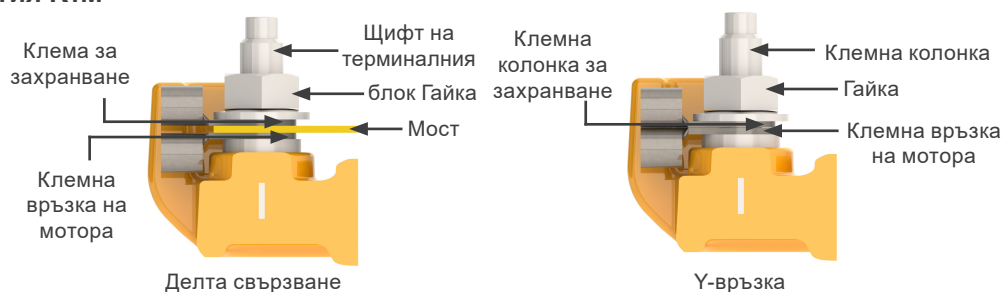 Клема за
захранване
Щифт на
терминалния
блок Гайка
Мост
Клемна
връзка на
мотора
Делта свързване
Клемна
колонка за
захранване
Клемна колонка
Гайка
Клемна връзка
на мотора
Y-връзка